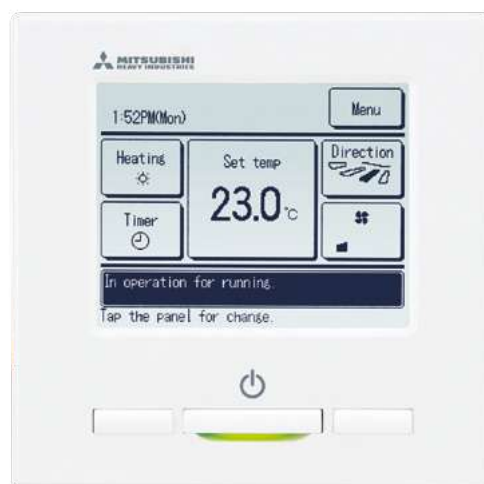 MITSUBISHI
HEAVY INDUSTRIES
1:52PM(Mon)
Menu
Heating
Set temp
Direction
23.0°C
Timer
In operation for running.
Tap the panel for change.